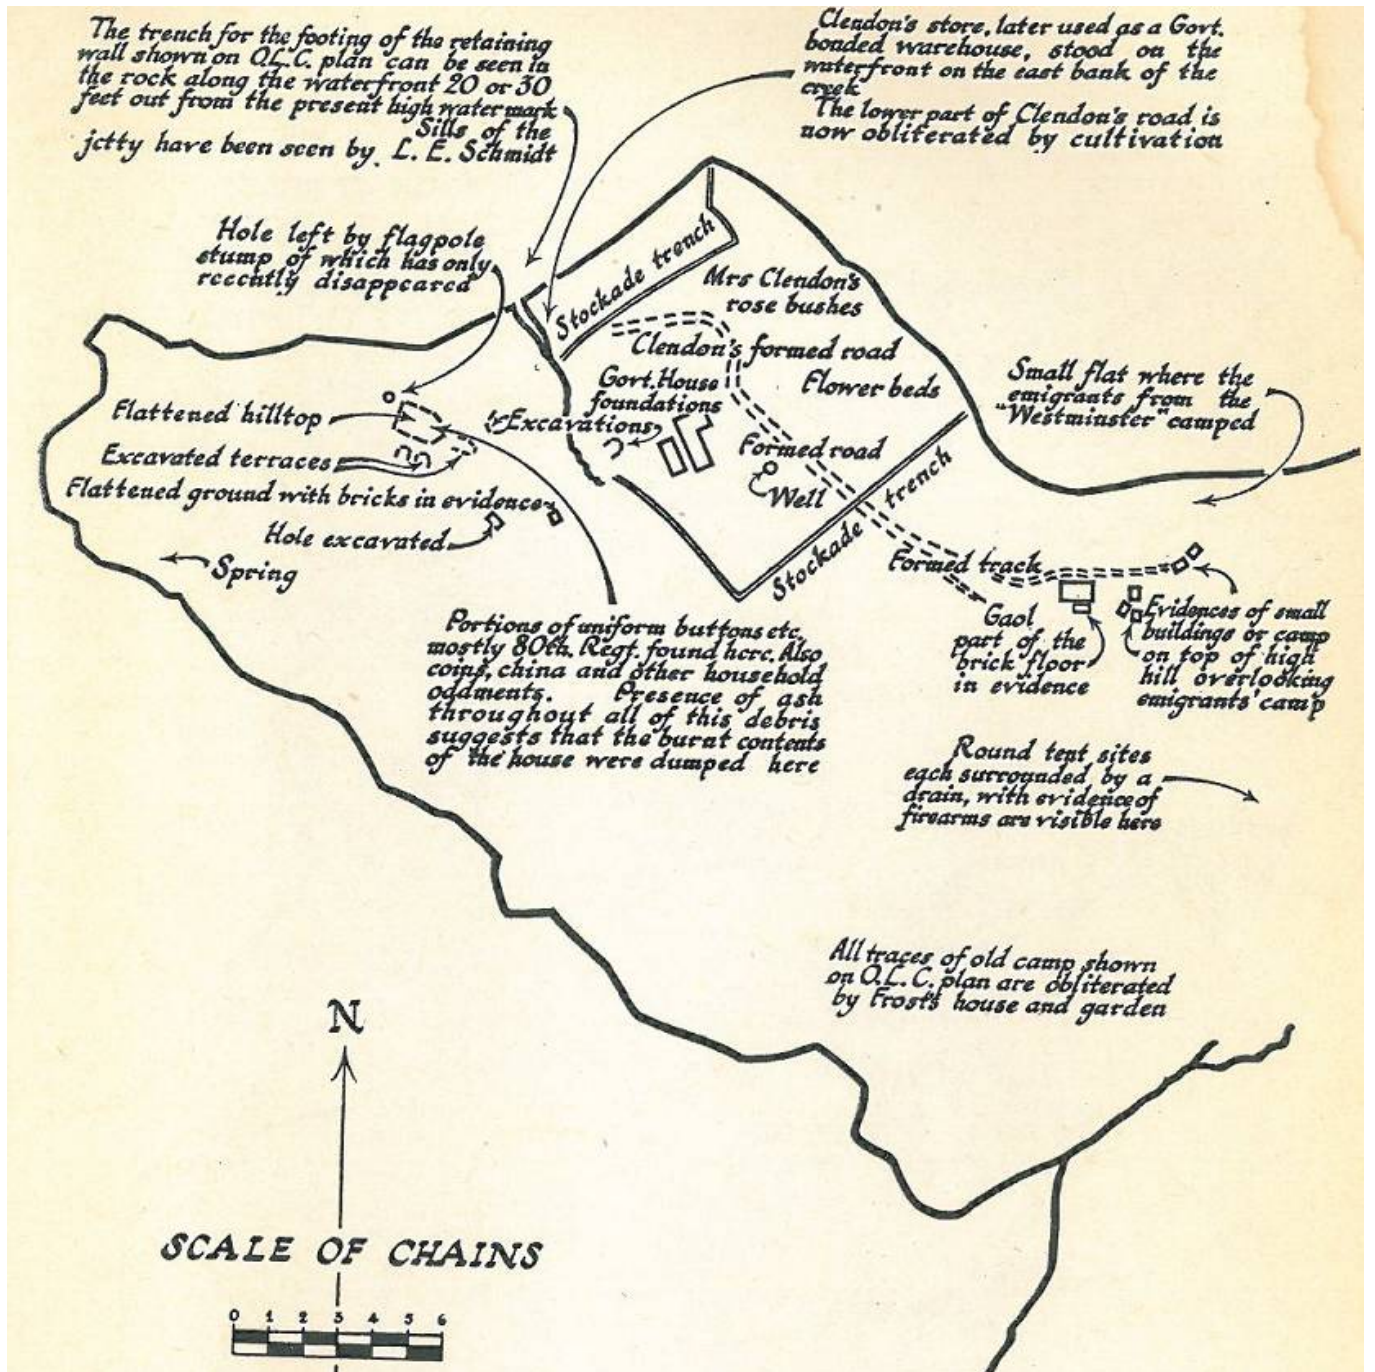 The trench for the footing of the retaining
wall shown on O.L.C. plan can be seen in
the rock along the waterfront 20 or 30
feet out from the present high water mark
Sills of the
jetty have been seen by L. E. Schmidt
Clendon's store, later used as a Govt.
bonded warehouse, stood on the
waterfront on the east bank of the
creek
The lower part of Clendon's road is
now obliterated by cultivation
Hole left by flagpole
stump of which has only
recently disappeared
Stockade trench
Mrs Clendon's
rose bushes
Clendon's formed road
Govt. House
foundations
Flower beds
Small flat where the
emigrants from the
"Westminster" camped
Flattened hilltop
Excavations
Formed road
Excavated terraces
Well
Flattened ground with bricks in evidence
Hole excavated
Stockade trench
Spring
Formed track
Portions of uniform buttons etc.
mostly 80th. Regt. found here. Also
coins, china and other household
oddments. Presence of ash
throughout all of this debris
suggests that the burnt contents
of the house were dumped here
Gaol
part of the
brick floor
in evidence
Evidences of small
buildings or camp
on top of high
hill overlooking
emigrants' camp
Round tent sites
each surrounded by a
drain, with evidence of
firearms are visible here
All traces of old camp shown
on O.L.C. plan are obliterated
by Frost's house and garden
N
SCALE OF CHAINS
0 1 2 3 4 5 6